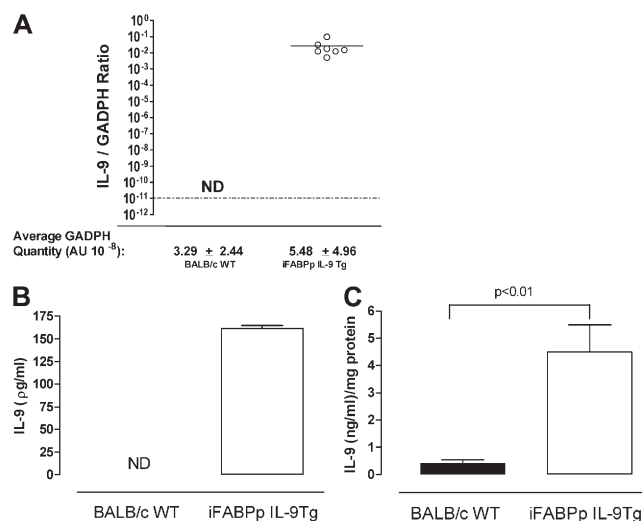 A
IL-9 / GADPH Ratio
10^0
10^-1
10^-2
10^-3
10^-4
10^-5
10^-6
10^-7
10^-8
10^-9
10^-10
10^-11
10^-12
ND
Average GADPH
Quantity (AU 10^-8): 3.29 ± 2.44 5.48 ± 4.96
BALB/c WT iFABPp IL-9 Tg
B
IL-9 (ρg/ml)
175
150
125
100
75
50
25
0
ND
BALB/c WT iFABPp IL-9Tg
C
p<0.01
IL-9 (ng/ml)/mg protein
6
5
4
3
2
1
0
BALB/c WT iFABPp IL-9Tg